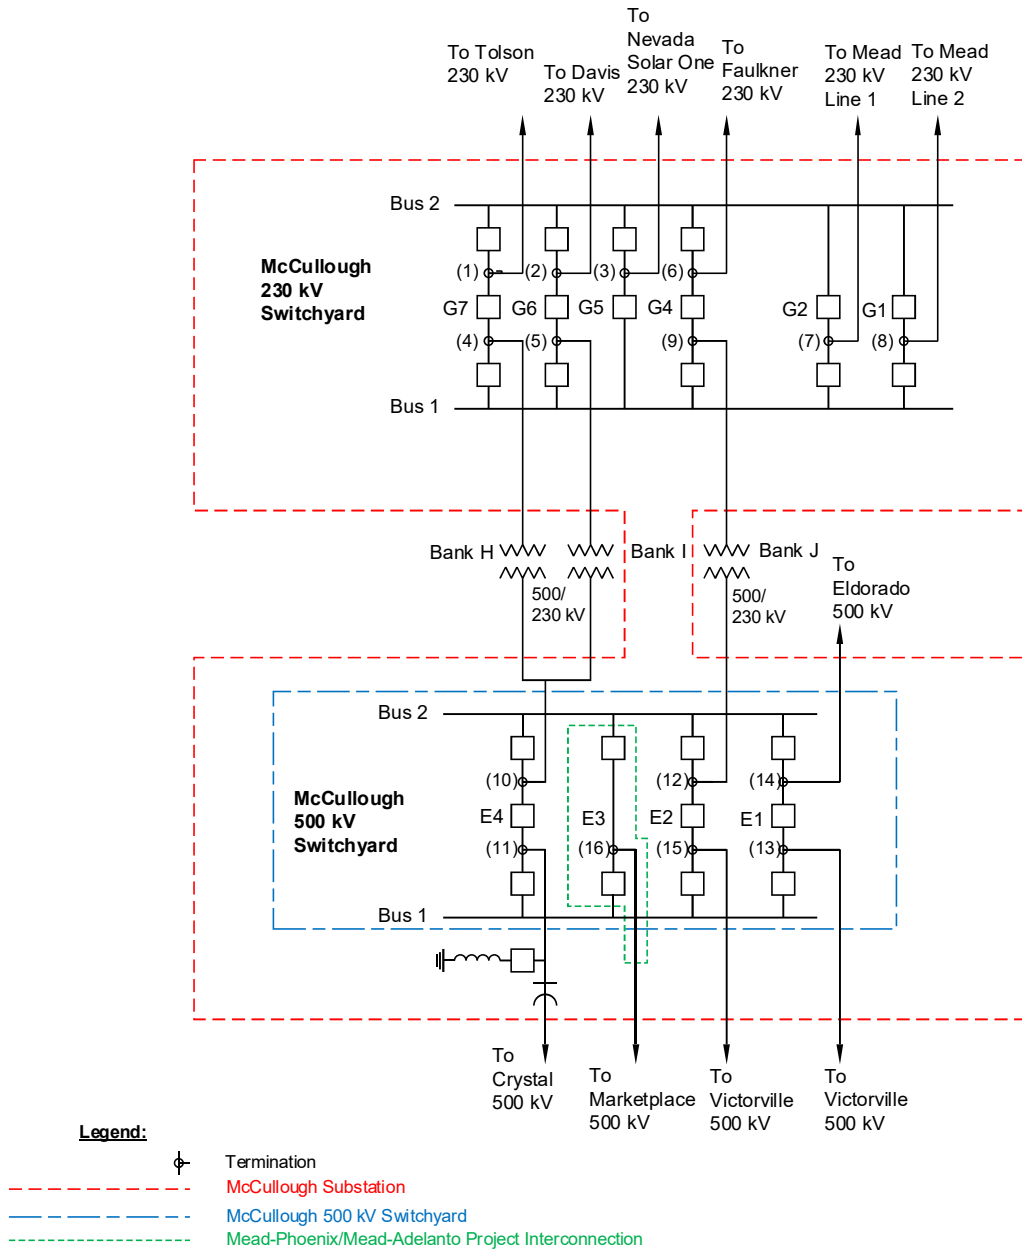 To Tolson
230 kV
To Davis
230 kV
To
Nevada
Solar One
230 kV
To
Faulkner
230 kV
To Mead
230 kV
Line 1
To Mead
230 kV
Line 2
Bus 2
McCullough
230 kV
Switchyard
(1)
(2)
(3)
(6)
G7
G6
G5
G4
G2
G1
(4)
(5)
(9)
(7)
(8)
Bus 1
Bank H
Bank I
Bank J
500/
230 kV
500/
230 kV
To
Eldorado
500 kV
Bus 2
McCullough
500 kV
Switchyard
(10)
(12)
(14)
E4
E3
E2
E1
(11)
(16)
(15)
(13)
Bus 1
To
Crystal
500 kV
To
Marketplace
500 kV
To
Victorville
500 kV
To
Victorville
500 kV
Legend:
Termination
McCullough Substation
McCullough 500 kV Switchyard
Mead-Phoenix/Mead-Adelanto Project Interconnection